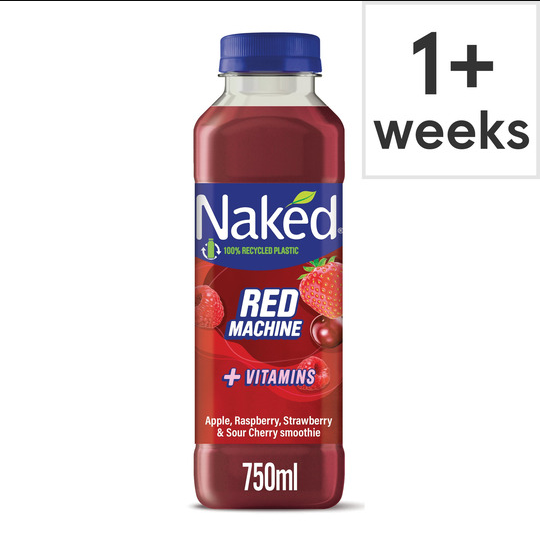 1+
weeks
Naked®
100% RECYCLED PLASTIC
RED
MACHINE
+ VITAMINS
Apple, Raspberry, Strawberry
& Sour Cherry smoothie
750ml